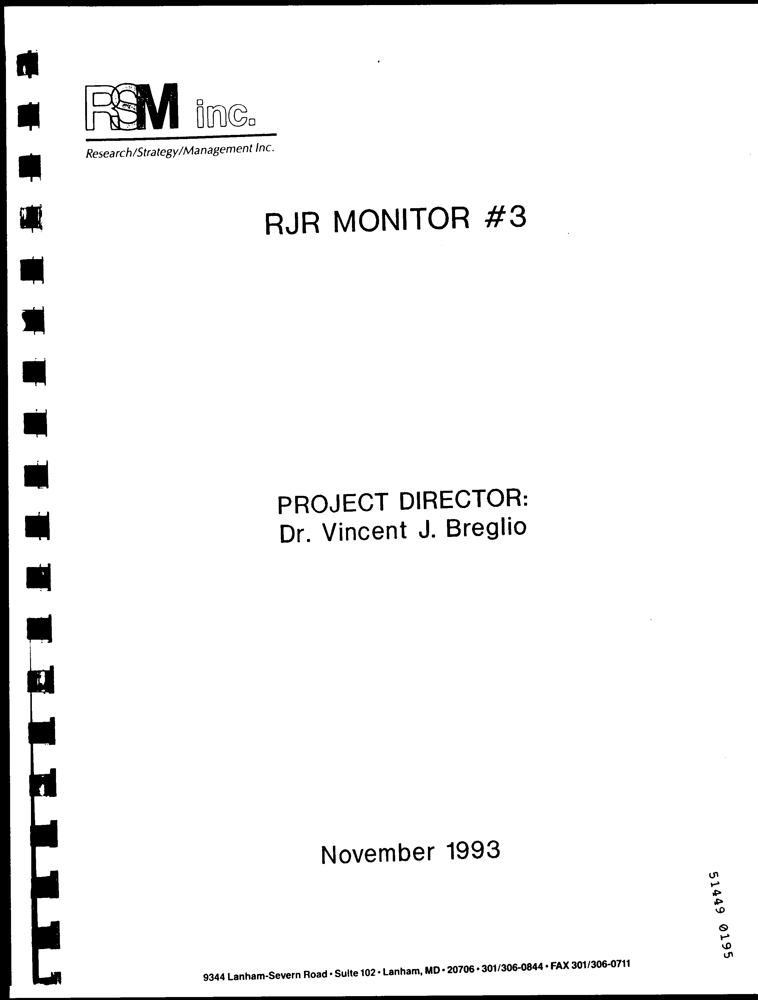 RSM inc.
Research/Strategy/Management Inc.
RJR MONITOR #3
PROJECT DIRECTOR:
Dr. Vincent J. Breglio
November 1993
51449 0195
9344 Lanham-Severn Road • Suite 102 • Lanham, MD • 20706 • 301/306-0844 • FAX 301/306-0711